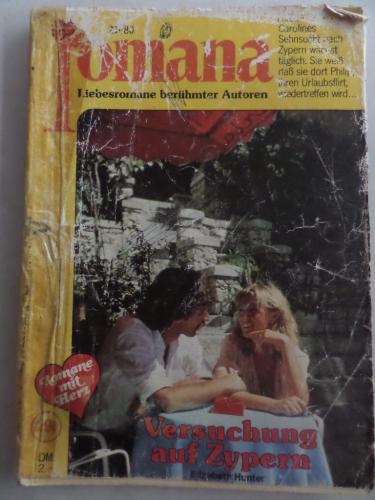 romana
Liebesromane berühmter Autoren
Carolines
Sehnsucht nach
Zypern wächst
täglich. Sie weiß
daß sie dort Philip,
ihren Urlaubsflirt,
wiedertreffen wird...
Romane
mit
Herz
DM
2.
Versuchung
auf Zypern
Elizabeth Hunter